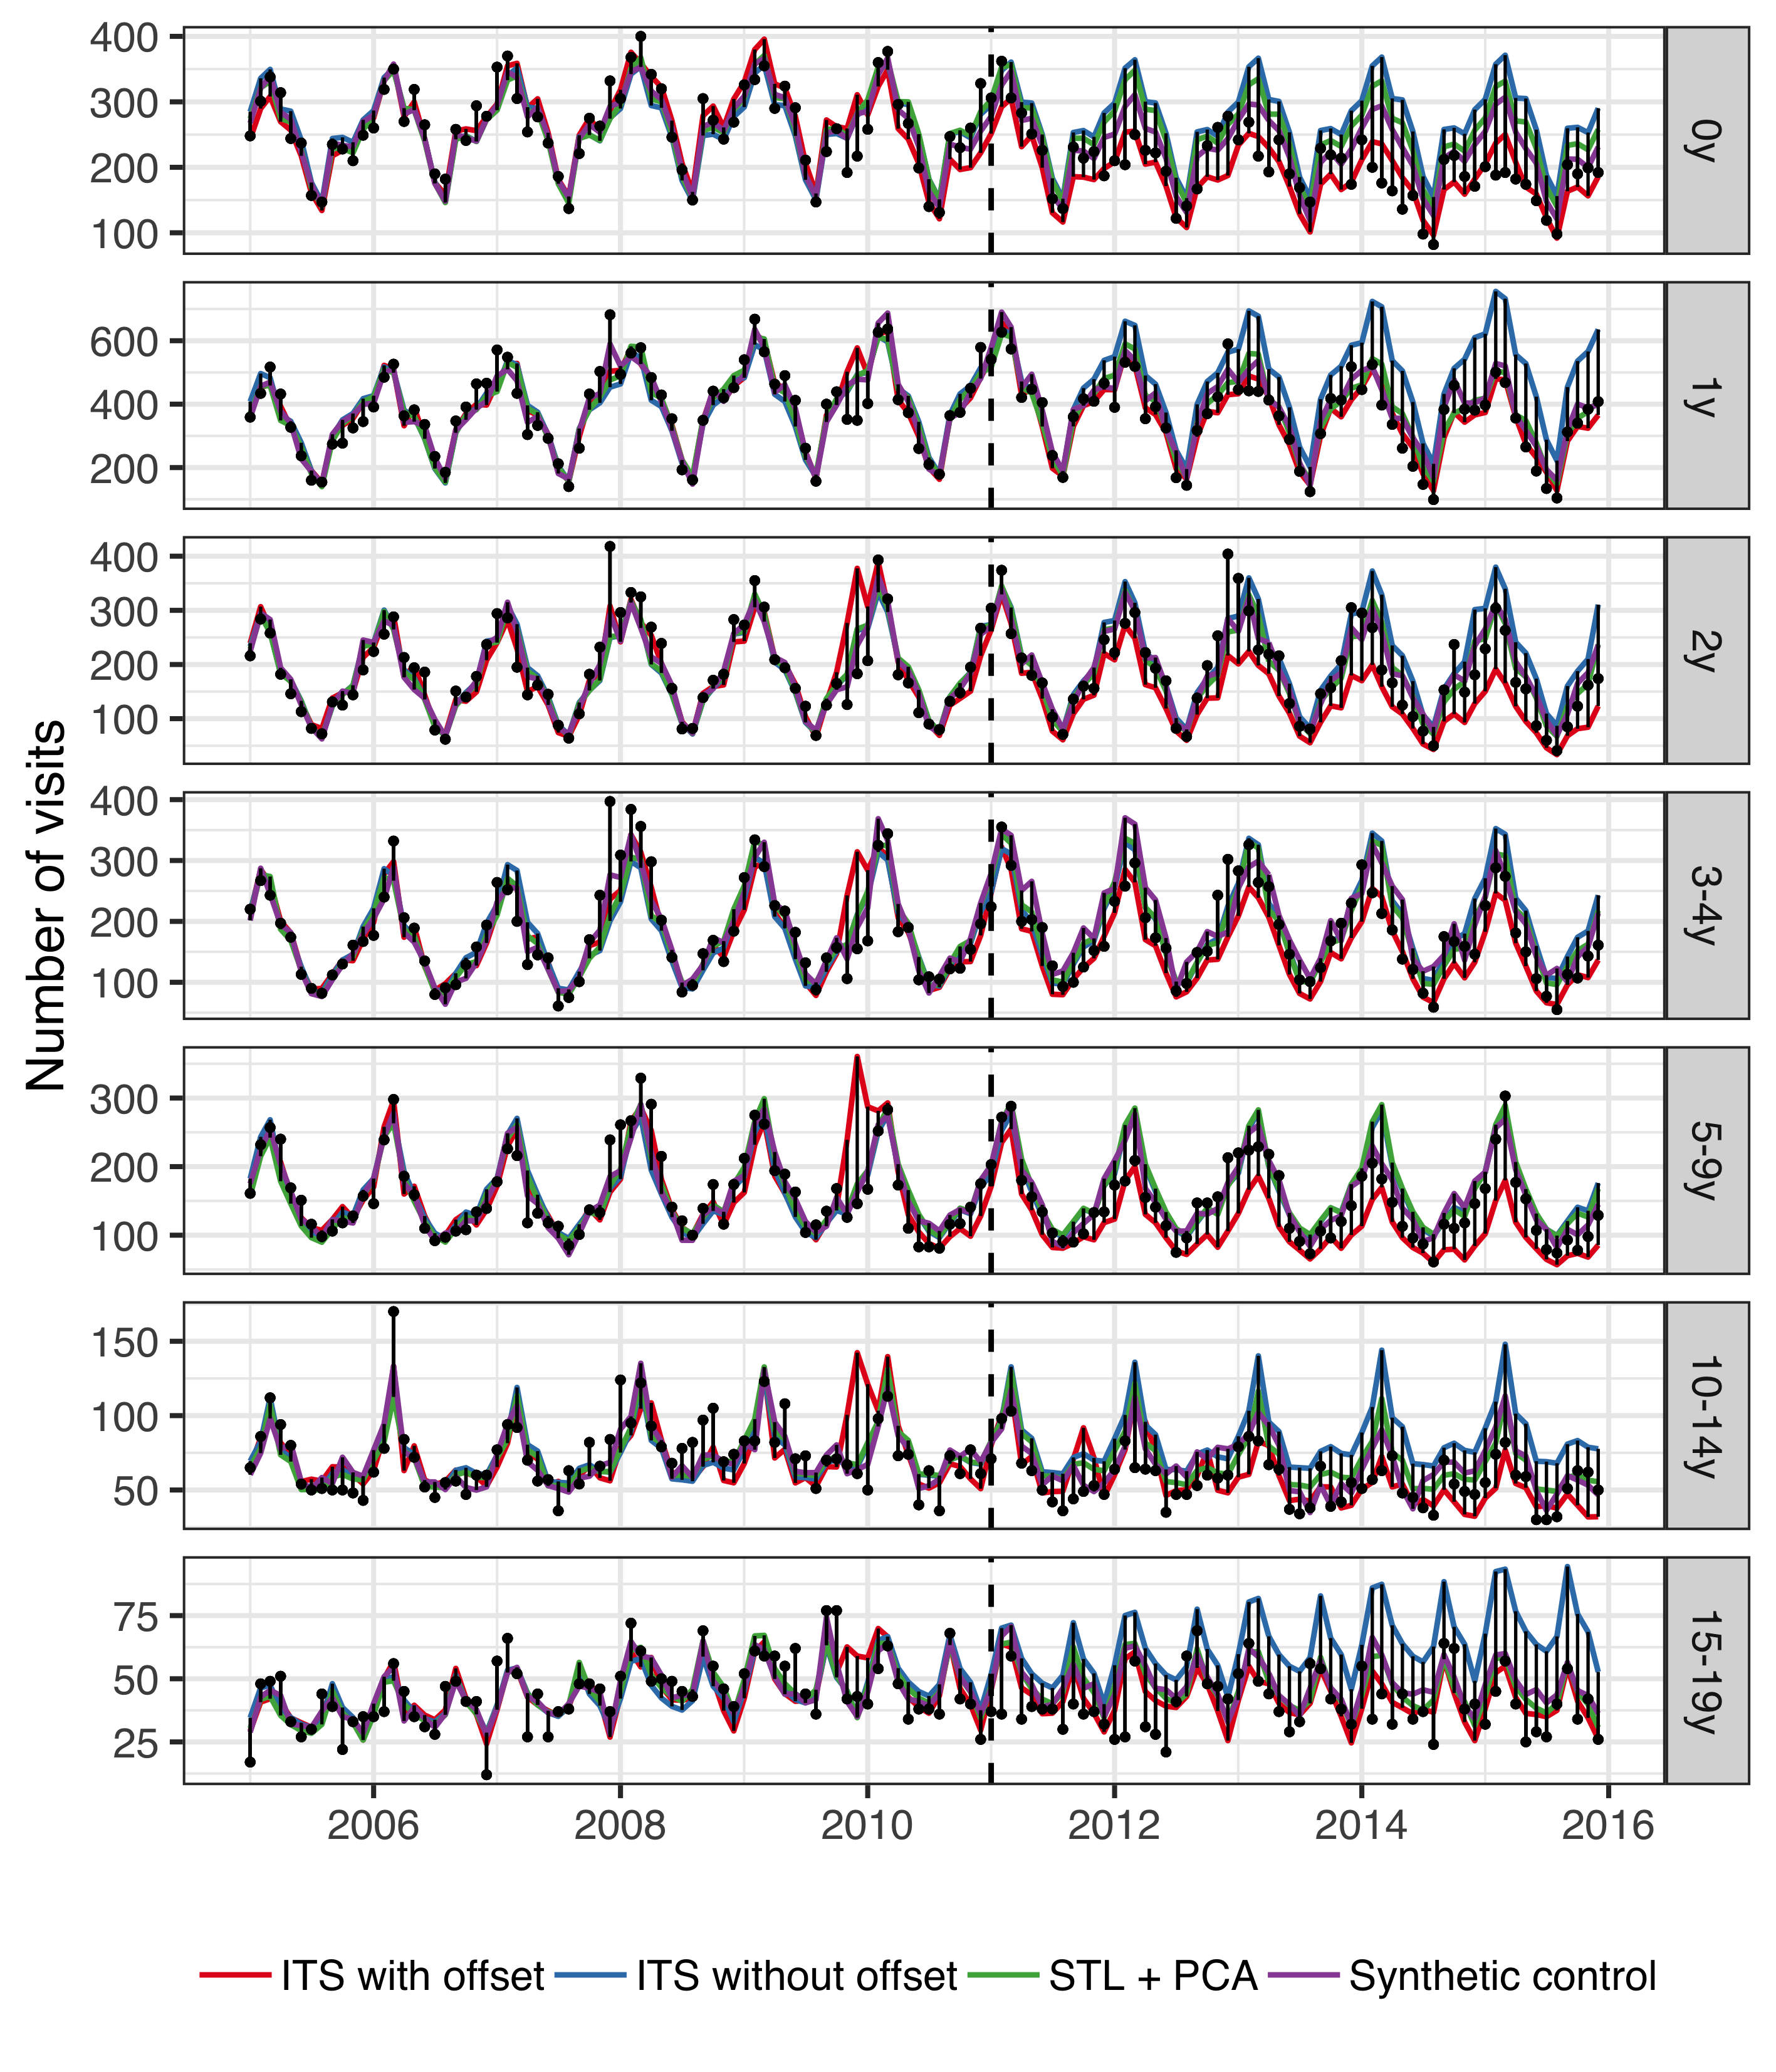 Number of visits
400
300
200
100
0y
600
400
200
1y
400
300
200
100
2y
400
300
200
100
3-4y
300
200
100
5-9y
150
100
50
10-14y
75
50
25
15-19y
2006 2008 2010 2012 2014 2016
ITS with offset ITS without offset STL + PCA Synthetic control